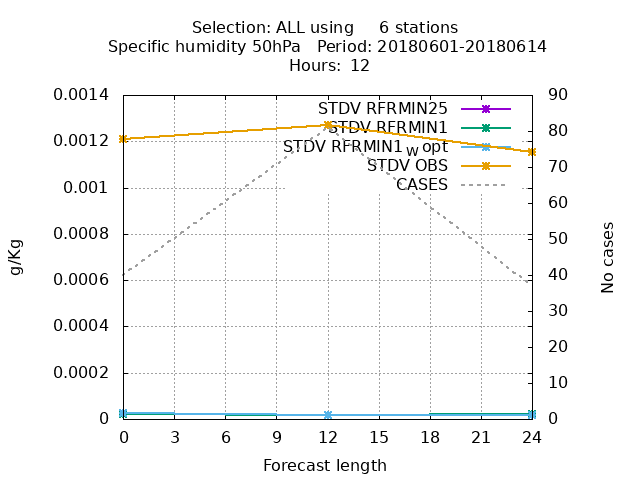 Selection: ALL using 6 stations
Specific humidity 50hPa Period: 20180601-20180614
Hours: 12
STDV RFRMIN25
STDV RFRMIN1
STDV RFRMIN1_W opt
STDV OBS
CASES
g/Kg
0.0014
0.0012
0.001
0.0008
0.0006
0.0004
0.0002
0
90
80
70
60
50
40
30
20
10
0
No cases
0 3 6 9 12 15 18 21 24
Forecast length